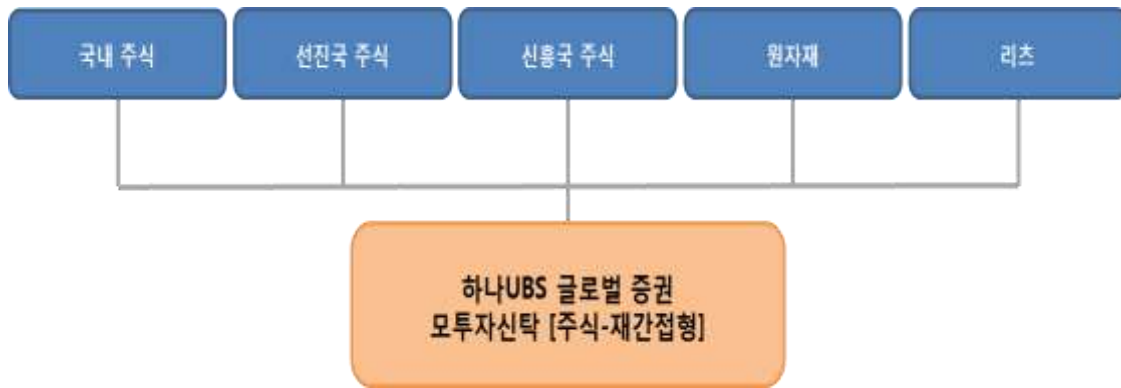 국내 주식
선진국 주식
신흥국 주식
원자재
리츠
하나UBS 글로벌 증권
모투자신탁 [주식-재간접형]